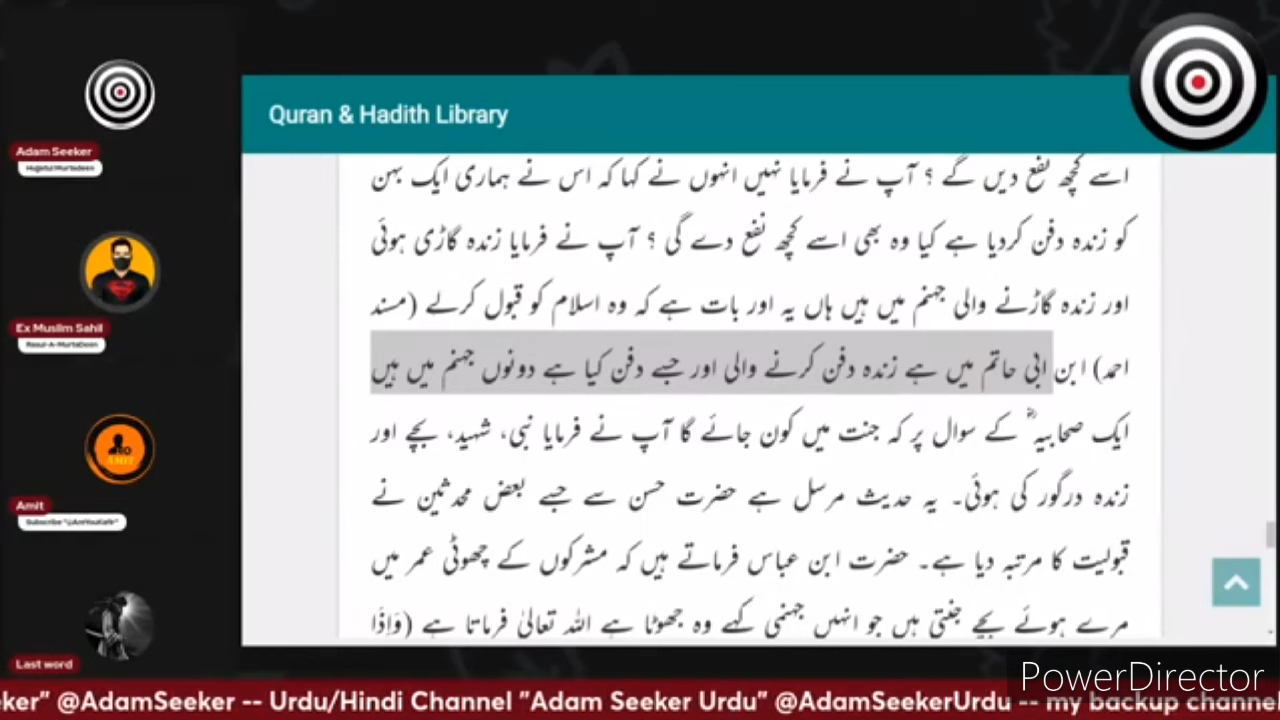 Adam Seeker
Hujjatul Murtadeen
Ex Muslim Sahil
Rasul-A-Murtadeen
Amit
Subscribe "@AmYouKafir"
Last word
Quran & Hadith Library
اسے کچھ نفع دیں گے ؟ آپ نے فرمایا نہیں انہوں نے کہا کہ اس نے ہماری ایک بہن
کو زندہ دفن کردیا ہے کیا وہ بھی اسے کچھ نفع دے گی ؟ آپ نے فرمایا زندہ گاڑی ہوئی
اور زندہ گاڑنے والی جہنم میں ہیں ہاں یہ اور بات ہے کہ وہ اسلام کو قبول کرلے (مسند
احمد) ابن ابی حاتم میں ہے زندہ دفن کرنے والی اور جسے دفن کیا ہے دونوں جہنم میں ہیں
ایک صحابیہ ؓ کے سوال پر کہ جنت میں کون جائے گا آپ نے فرمایا نبی، شہید، بچے اور
زندہ درگور کی ہوئی۔ یہ حدیث مرسل ہے حضرت حسن سے جسے بعض محدثین نے
قبولیت کا مرتبہ دیا ہے۔ حضرت ابن عباس فرماتے ہیں کہ مشرکوں کے چھوٹی عمر میں
مرے ہوئے بچے جنتی ہیں جو انہیں جہنمی کہے وہ جھوٹا ہے اللہ تعالیٰ فرماتا ہے (وَاِذَا
PowerDirector
eker" @AdamSeeker -- Urdu/Hindi Channel "Adam Seeker Urdu" @AdamSeekerUrdu -- my backup channel